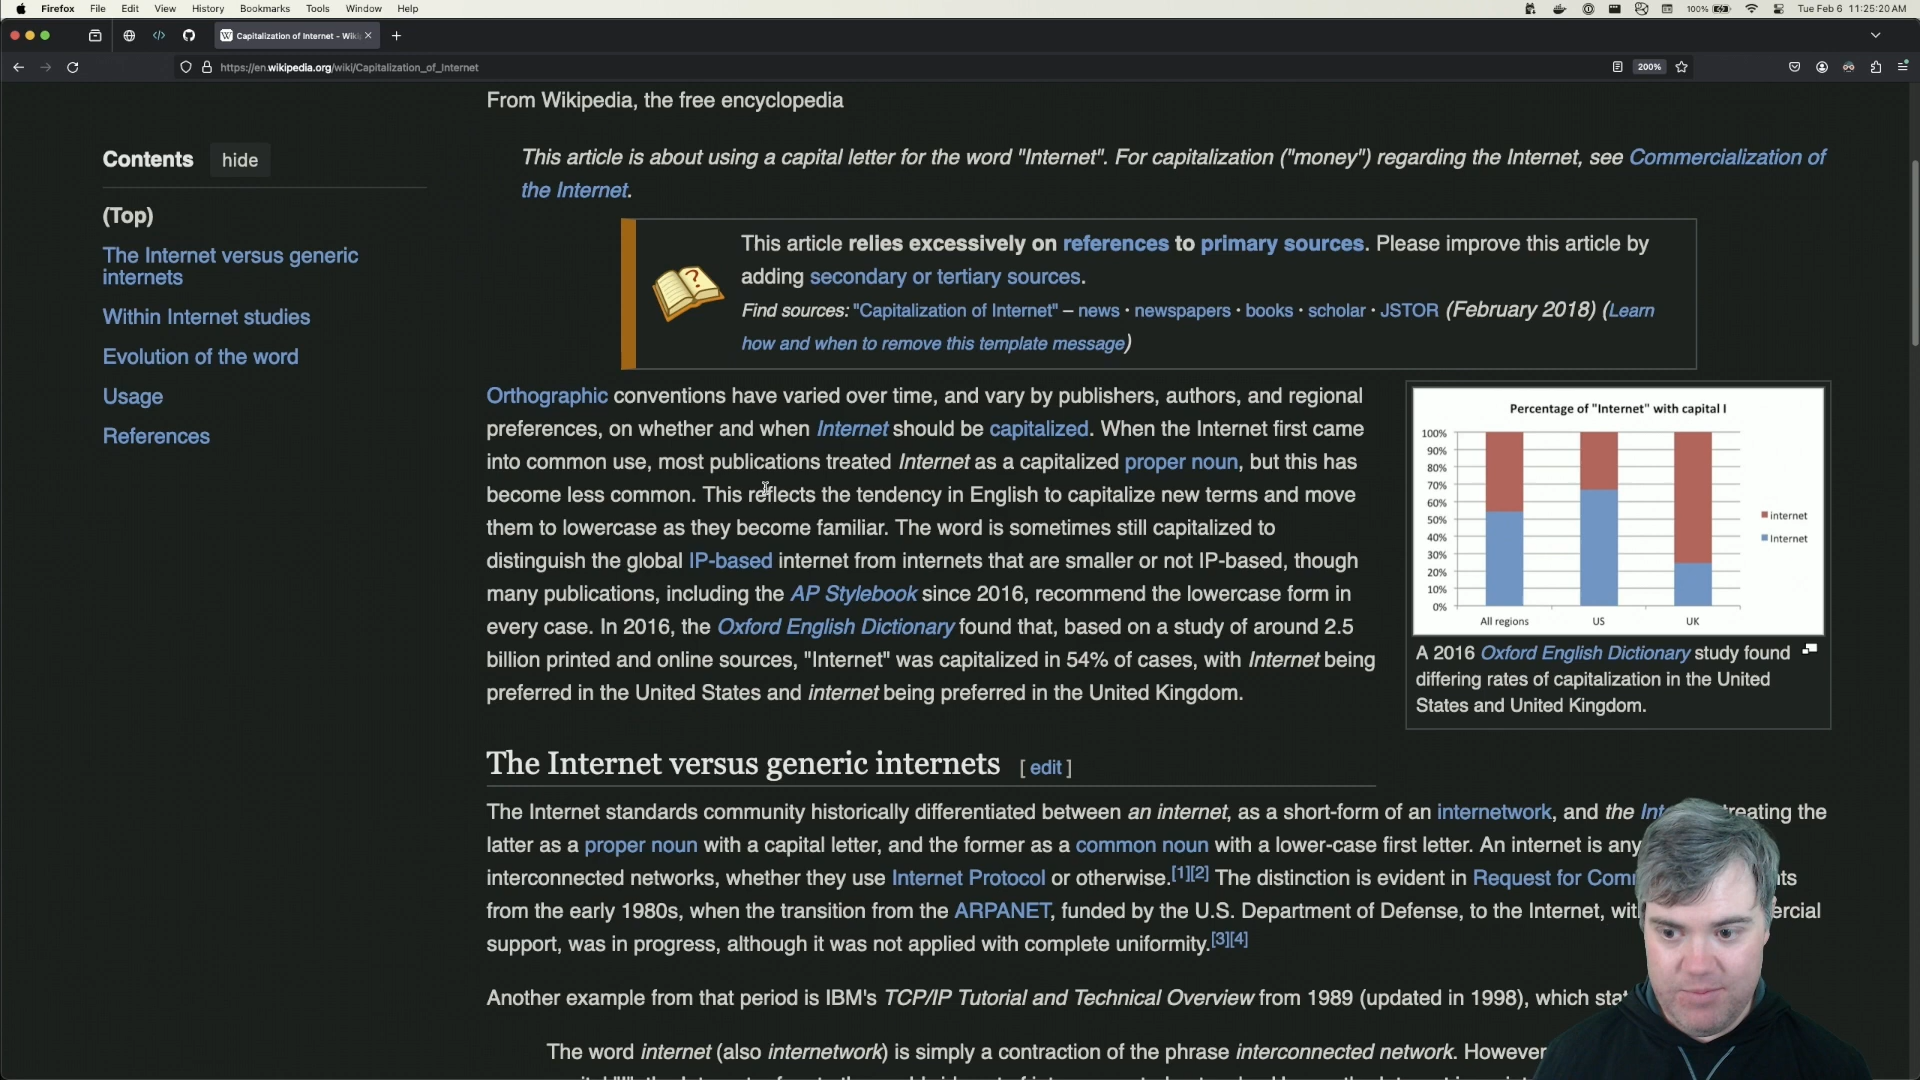 Firefox File Edit View History Bookmarks Tools Window Help 100% Tue Feb 6 11:25:20 AM
Capitalization of Internet - Wiki
https://en.wikipedia.org/wiki/Capitalization_of_Internet 200%
From Wikipedia, the free encyclopedia
Contents hide
(Top)
The Internet versus generic
internets
Within Internet studies
Evolution of the word
Usage
References
This article is about using a capital letter for the word "Internet". For capitalization ("money") regarding the Internet, see Commercialization of
the Internet.
This article relies excessively on references to primary sources. Please improve this article by
adding secondary or tertiary sources.
Find sources: "Capitalization of Internet" – news · newspapers · books · scholar · JSTOR (February 2018) (Learn
how and when to remove this template message)
Orthographic conventions have varied over time, and vary by publishers, authors, and regional
preferences, on whether and when Internet should be capitalized. When the Internet first came
into common use, most publications treated Internet as a capitalized proper noun, but this has
become less common. This reflects the tendency in English to capitalize new terms and move
them to lowercase as they become familiar. The word is sometimes still capitalized to
distinguish the global IP-based internet from internets that are smaller or not IP-based, though
many publications, including the AP Stylebook since 2016, recommend the lowercase form in
every case. In 2016, the Oxford English Dictionary found that, based on a study of around 2.5
billion printed and online sources, "Internet" was capitalized in 54% of cases, with Internet being
preferred in the United States and internet being preferred in the United Kingdom.
Percentage of "Internet" with capital I
100%
90%
80%
70%
60%
50%
40%
30%
20%
10%
0%
All regions US UK
internet
Internet
A 2016 Oxford English Dictionary study found
differing rates of capitalization in the United
States and United Kingdom.
The Internet versus generic internets [ edit ]
The Internet standards community historically differentiated between an internet, as a short-form of an internetwork, and the Int treating the
latter as a proper noun with a capital letter, and the former as a common noun with a lower-case first letter. An internet is any
interconnected networks, whether they use Internet Protocol or otherwise.[1][2] The distinction is evident in Request for Com ts
from the early 1980s, when the transition from the ARPANET, funded by the U.S. Department of Defense, to the Internet, wit ercial
support, was in progress, although it was not applied with complete uniformity.[3][4]
Another example from that period is IBM's TCP/IP Tutorial and Technical Overview from 1989 (updated in 1998), which sta
The word internet (also internetwork) is simply a contraction of the phrase interconnected network. However